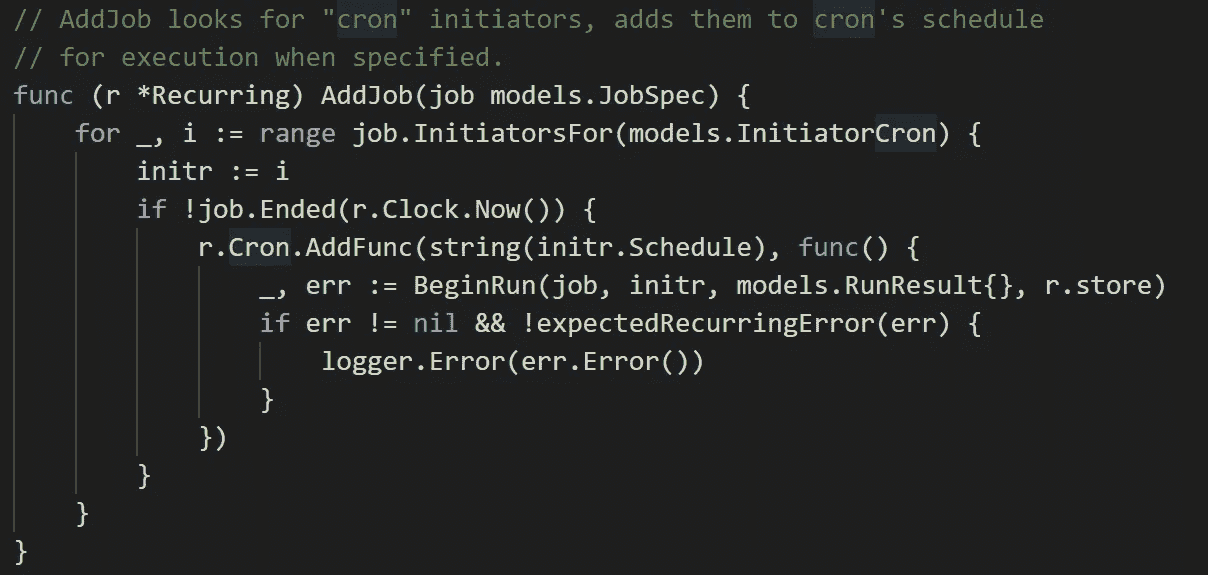 // AddJob looks for "cron" initiators, adds them to cron's schedule
// for execution when specified.
func (r *Recurring) AddJob(job models.JobSpec) {
    for _, i := range job.InitiatorsFor(models.InitiatorCron) {
        initr := i
        if !job.Ended(r.Clock.Now()) {
            r.Cron.AddFunc(string(initr.Schedule), func() {
                _, err := BeginRun(job, initr, models.RunResult{}, r.store)
                if err != nil && !expectedRecurringError(err) {
                    logger.Error(err.Error())
                }
            })
        }
    }
}